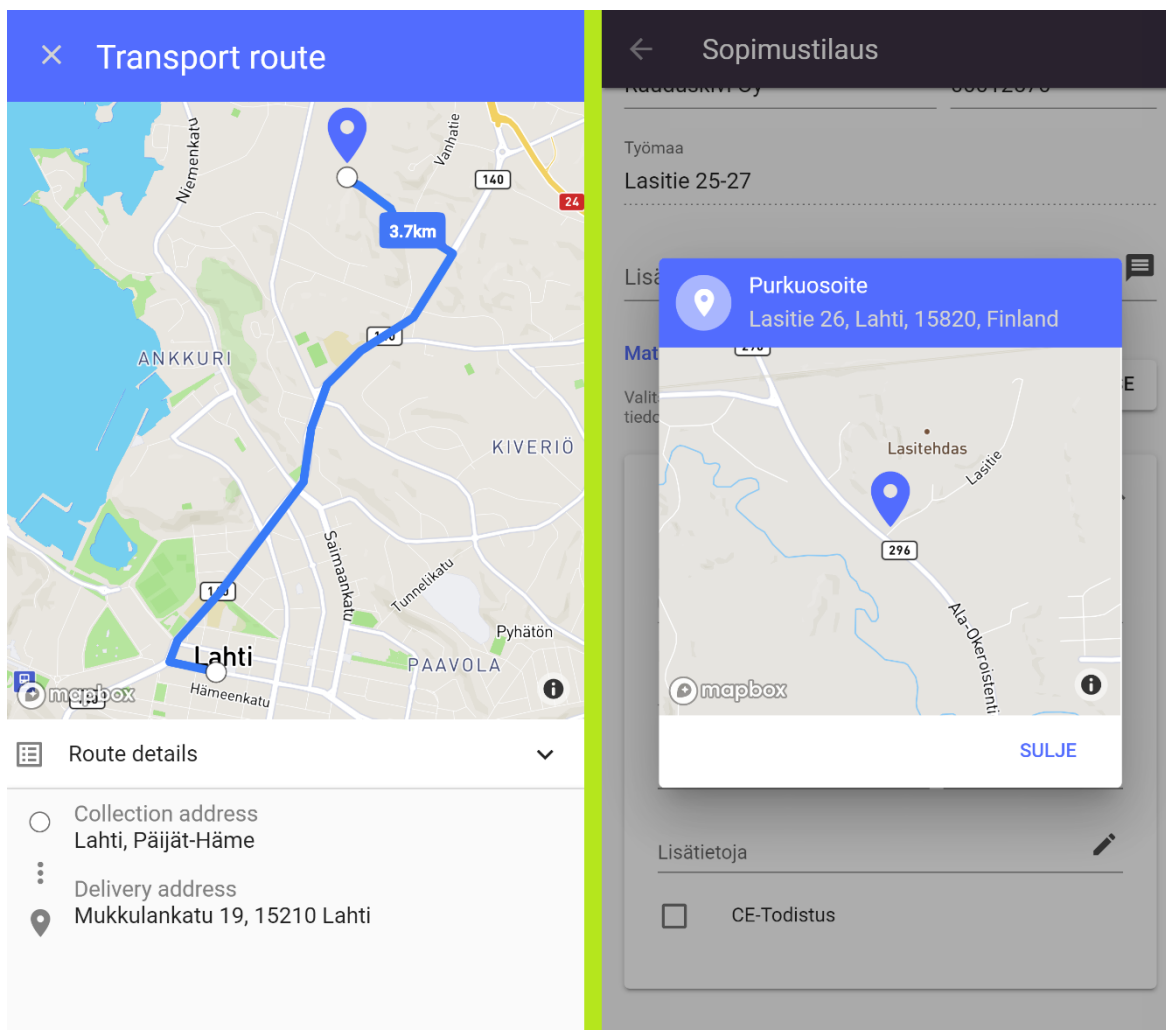 Transport route
Niemenkatu
Vanhatie
140
24
3.7km
ANKKURI
KIVERIÖ
Saimaankatu
Tunnelikatu
Pyhätön
Lahti
PAAVOLA
Hämeenkatu
mapbox
Route details
Collection address
Lahti, Päijät-Häme
Delivery address
Mukkulankatu 19, 15210 Lahti
Sopimustilaus
Työmaa
Lasitie 25-27
Purkuosoite
Lasitie 26, Lahti, 15820, Finland
Lasitehdas
Lasitie
296
Ala-Okeroistenti
mapbox
SULJE
Lisätietoja
CE-Todistus